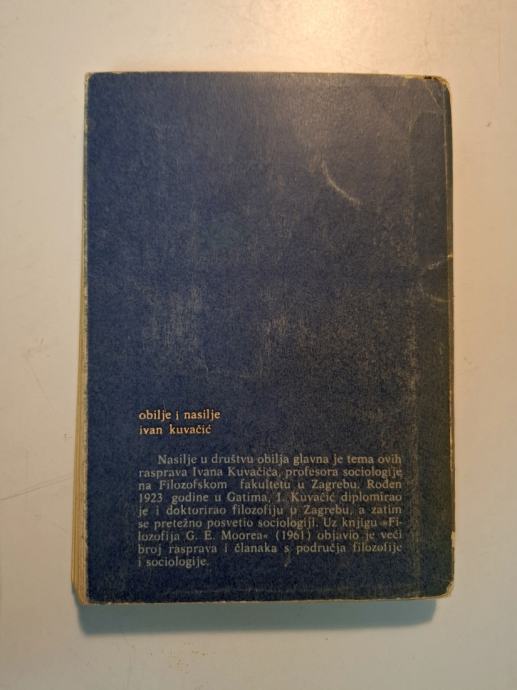 obilje i nasilje
ivan kuvačić
Nasilje u društvu obilja glavna je tema ovih
rasprava Ivana Kuvačića, profesora sociologije
na Filozofskom fakultetu u Zagrebu. Rođen
1923 godine u Gatima, I. Kuvačić diplomirao
je i doktorirao filozofiju u Zagrebu, a zatim
se pretežno posvetio sociologiji. Uz knjigu »Fi-
lozofija G. E. Moorea« (1961) objavio je veći
broj rasprava i članaka s područja filozofije
i sociologije.